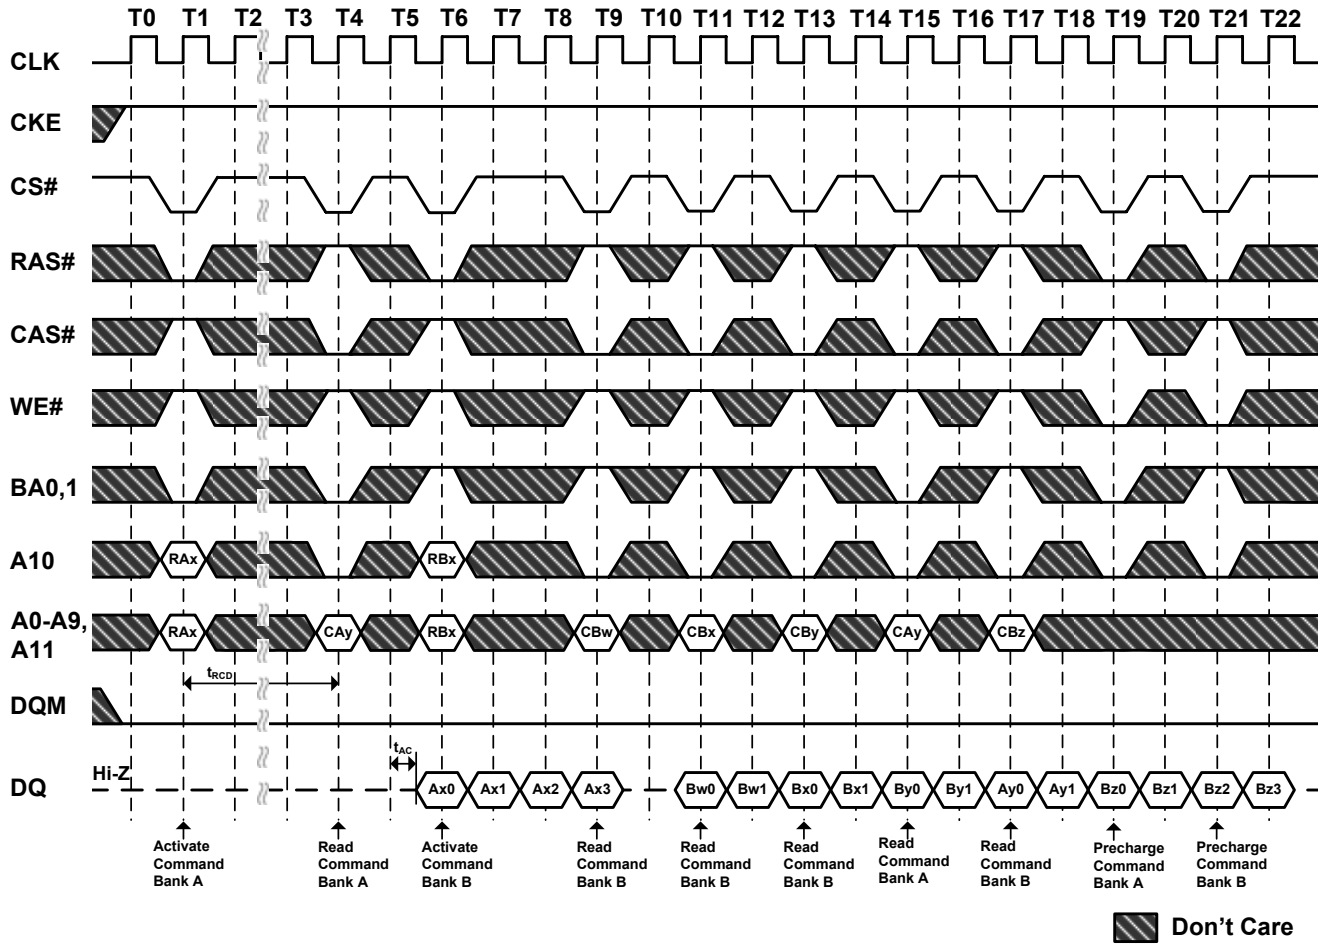 T0 T1 T2 T3 T4 T5 T6 T7 T8 T9 T10 T11 T12 T13 T14 T15 T16 T17 T18 T19 T20 T21 T22
CLK
CKE
CS#
RAS#
CAS#
WE#
BA0,1
A10
RAx RBx
A0-A9,
A11
RAx CAy RBx CBw CBx CBy CAy CBz
tRCD
DQM
tAC
Hi-Z
DQ
Ax0 Ax1 Ax2 Ax3 Bw0 Bw1 Bx0 Bx1 By0 By1 Ay0 Ay1 Bz0 Bz1 Bz2 Bz3
Activate
Command
Bank A
Read
Command
Bank A
Activate
Command
Bank B
Read
Command
Bank B
Read
Command
Bank B
Read
Command
Bank B
Read
Command
Bank A
Read
Command
Bank B
Precharge
Command
Bank A
Precharge
Command
Bank B
Don't Care